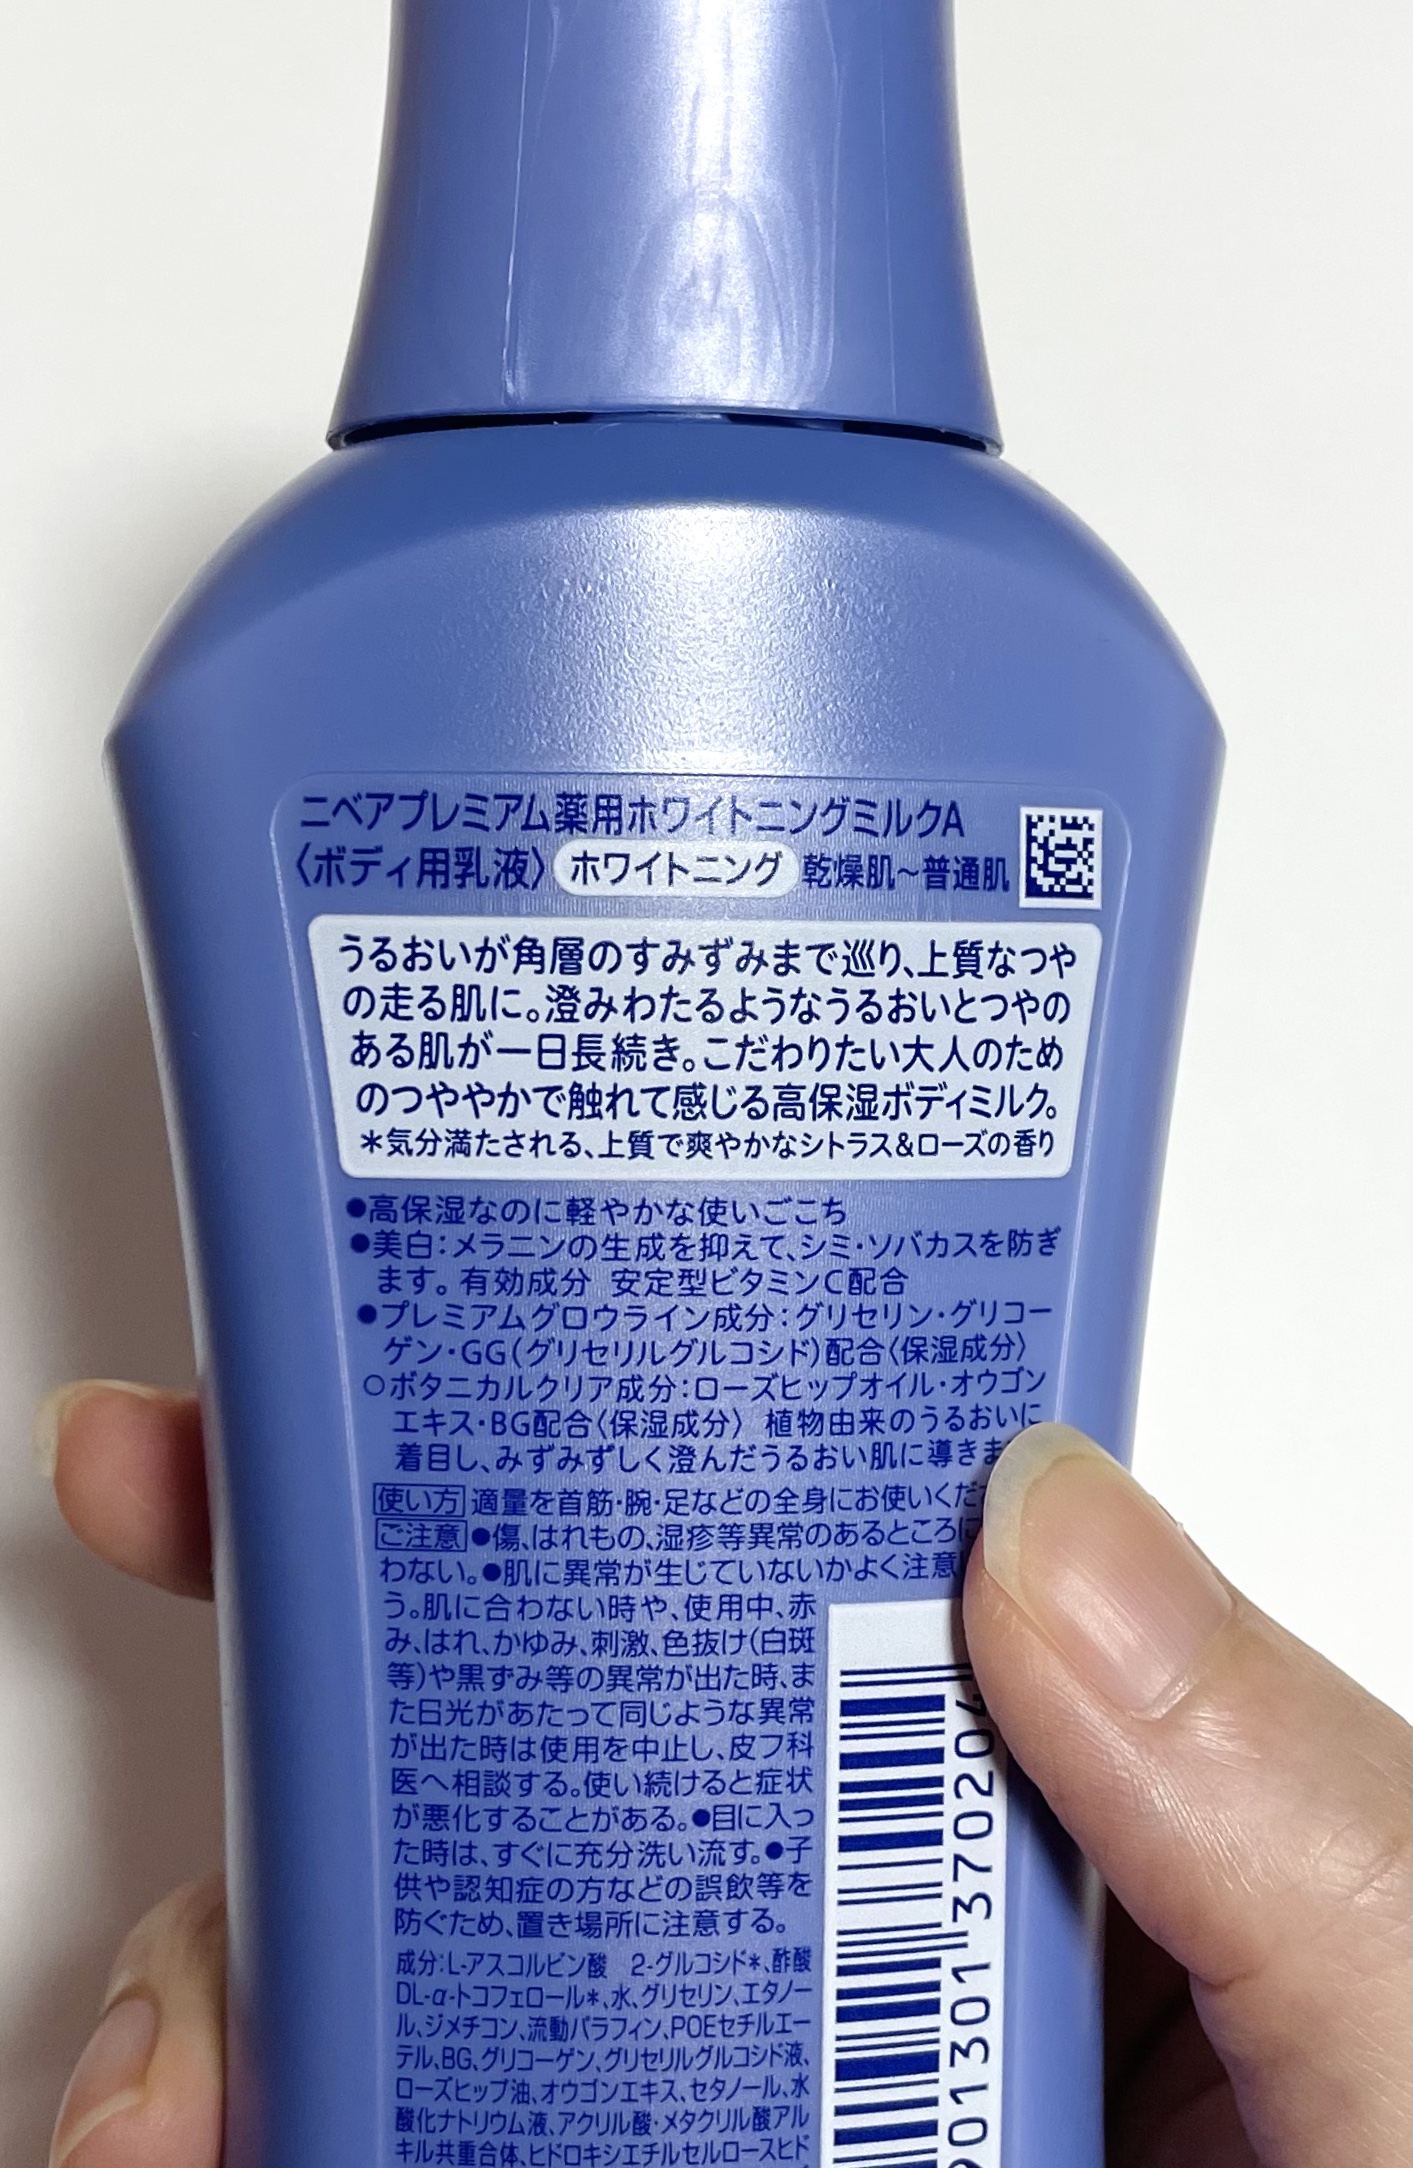 ニベアプレミアム薬用ホワイトニングミルクA
〈ボディ用乳液〉 ホワイトニング 乾燥肌～普通肌
うるおいが角層のすみずみまで巡り、上質なつや
の走る肌に。澄みわたるようなうるおいとつやの
ある肌が一日長続き。こだわりたい大人のため
のつややかで触れて感じる高保湿ボディミルク。
＊気分満たされる、上質で爽やかなシトラス&ローズの香り
●高保湿なのに軽やかな使いごこち
●美白：メラニンの生成を抑えて、シミ・ソバカスを防ぎ
ます。有効成分 安定型ビタミンC配合
●プレミアムグロウライン成分：グリセリン・グリコー
ゲン・GG(グリセリルグルコシド)配合〈保湿成分〉
○ボタニカルクリア成分：ローズヒップオイル・オウゴン
エキス・BG配合〈保湿成分〉 植物由来のうるおいに
着目し、みずみずしく澄んだうるおい肌に導きま
使い方 適量を首筋・腕・足などの全身にお使いくだ
ご注意 ●傷、はれもの、湿疹等異常のあるところに
わない。●肌に異常が生じていないかよく注意
う。肌に合わない時や、使用中、赤
み、はれ、かゆみ、刺激、色抜け(白斑
等)や黒ずみ等の異常が出た時、ま
た日光があたって同じような異常
が出た時は使用を中止し、皮フ科
医へ相談する。使い続けると症状
が悪化することがある。●目に入っ
た時は、すぐに充分洗い流す。●子
供や認知症の方などの誤飲等を
防ぐため、置き場所に注意する。
成分：L-アスコルビン酸 2-グルコシド＊、酢酸
DL-α-トコフェロール＊、水、グリセリン、エタノー
ル、ジメチコン、流動パラフィン、POEセチルエー
テル、BG、グリコーゲン、グリセリルグルコシド液、
ローズヒップ油、オウゴンエキス、セタノール、水
酸化ナトリウム液、アクリル酸・メタクリル酸アル
キル共重合体、ヒドロキシエチルセルロースヒド
901301 37020